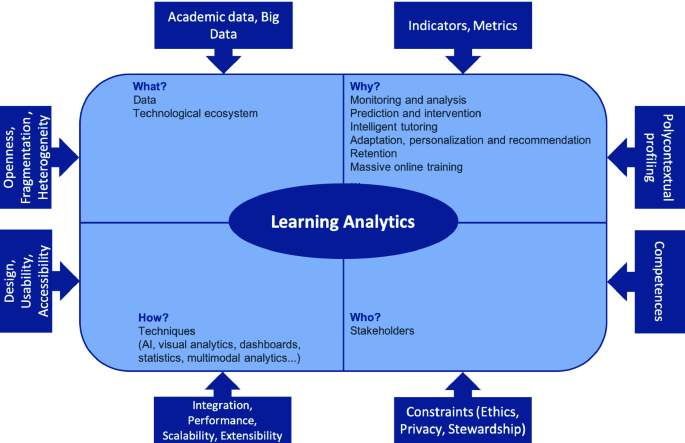 Academic data, Big
Data
Indicators, Metrics
What?
Data
Technological ecosystem
Why?
Monitoring and analysis
Prediction and intervention
Intelligent tutoring
Adaptation, personalization and recommendation
Retention
Massive online training
...
Openness,
Fragmentation,
Heterogeneity
Polycontextual
profiling
Learning Analytics
Design,
Usability,
Accessibility
Competences
How?
Techniques
(AI, visual analytics, dashboards,
statistics, multimodal analytics...)
Who?
Stakeholders
Integration,
Performance,
Scalability, Extensibility
Constraints (Ethics,
Privacy, Stewardship)